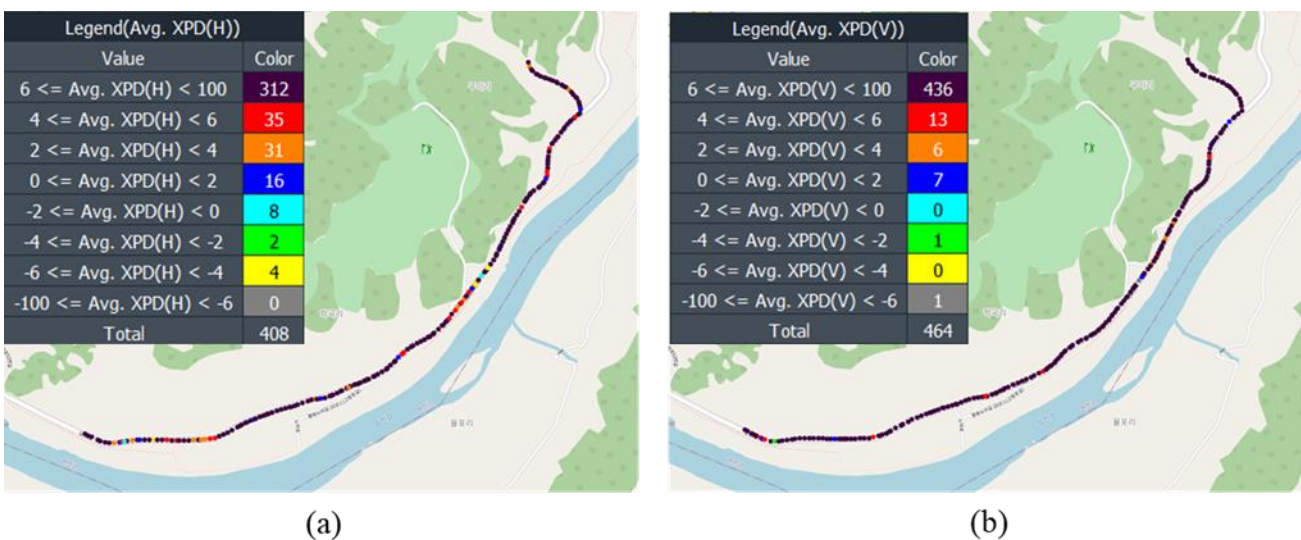 Legend(Avg. XPD(H))
Value Color
6 <= Avg. XPD(H) < 100 312
4 <= Avg. XPD(H) < 6 35
2 <= Avg. XPD(H) < 4 31
0 <= Avg. XPD(H) < 2 16
-2 <= Avg. XPD(H) < 0 8
-4 <= Avg. XPD(H) < -2 2
-6 <= Avg. XPD(H) < -4 4
-100 <= Avg. XPD(H) < -6 0
Total 408
(a)
Legend(Avg. XPD(V))
Value Color
6 <= Avg. XPD(V) < 100 436
4 <= Avg. XPD(V) < 6 13
2 <= Avg. XPD(V) < 4 6
0 <= Avg. XPD(V) < 2 7
-2 <= Avg. XPD(V) < 0 0
-4 <= Avg. XPD(V) < -2 1
-6 <= Avg. XPD(V) < -4 0
-100 <= Avg. XPD(V) < -6 1
Total 464
(b)